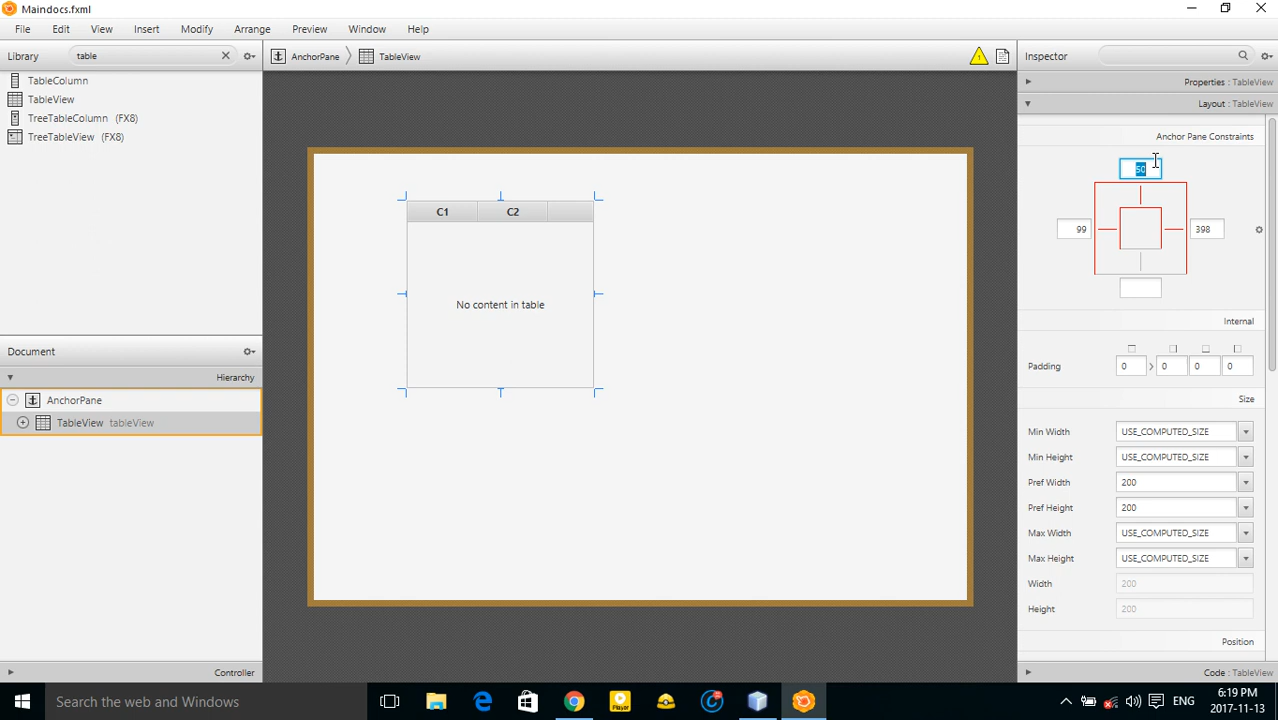 Maindocs.fxml
File Edit View Insert Modify Arrange Preview Window Help
Library table
AnchorPane TableView
Inspector
TableColumn
TableView
TreeTableColumn (FX8)
TreeTableView (FX8)
Properties : TableView
Layout : TableView
Anchor Pane Constraints
50
99 398
C1 C2
No content in table
Internal
Padding 0 0 0 0
Size
Min Width USE_COMPUTED_SIZE
Min Height USE_COMPUTED_SIZE
Pref Width 200
Pref Height 200
Max Width USE_COMPUTED_SIZE
Max Height USE_COMPUTED_SIZE
Width 200
Height 200
Position
Code : TableView
Document
Hierarchy
AnchorPane
TableView tableView
Controller
Search the web and Windows
Player
ENG
6:19 PM
2017-11-13